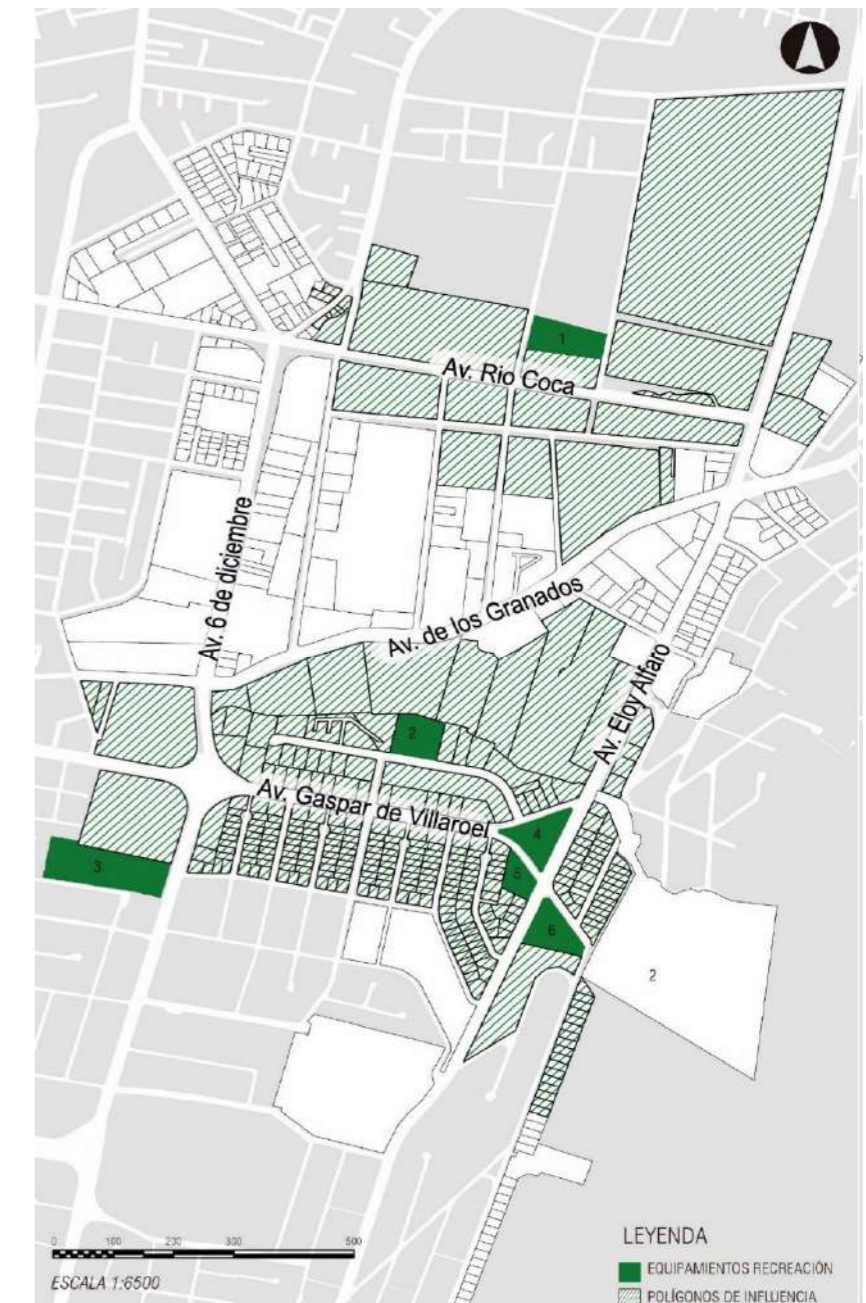 1
Av. Rio Coca
Av. 6 de diciembre
Av. de los Granados
Av. Eloy Alfaro
2
Av. Gaspar de Villaroel
4
3
5
6
2
0 100 200 300 500
ESCALA 1:6500
LEYENDA
EQUIPAMIENTOS RECREACIÓN
POLÍGONOS DE INFLUENCIA